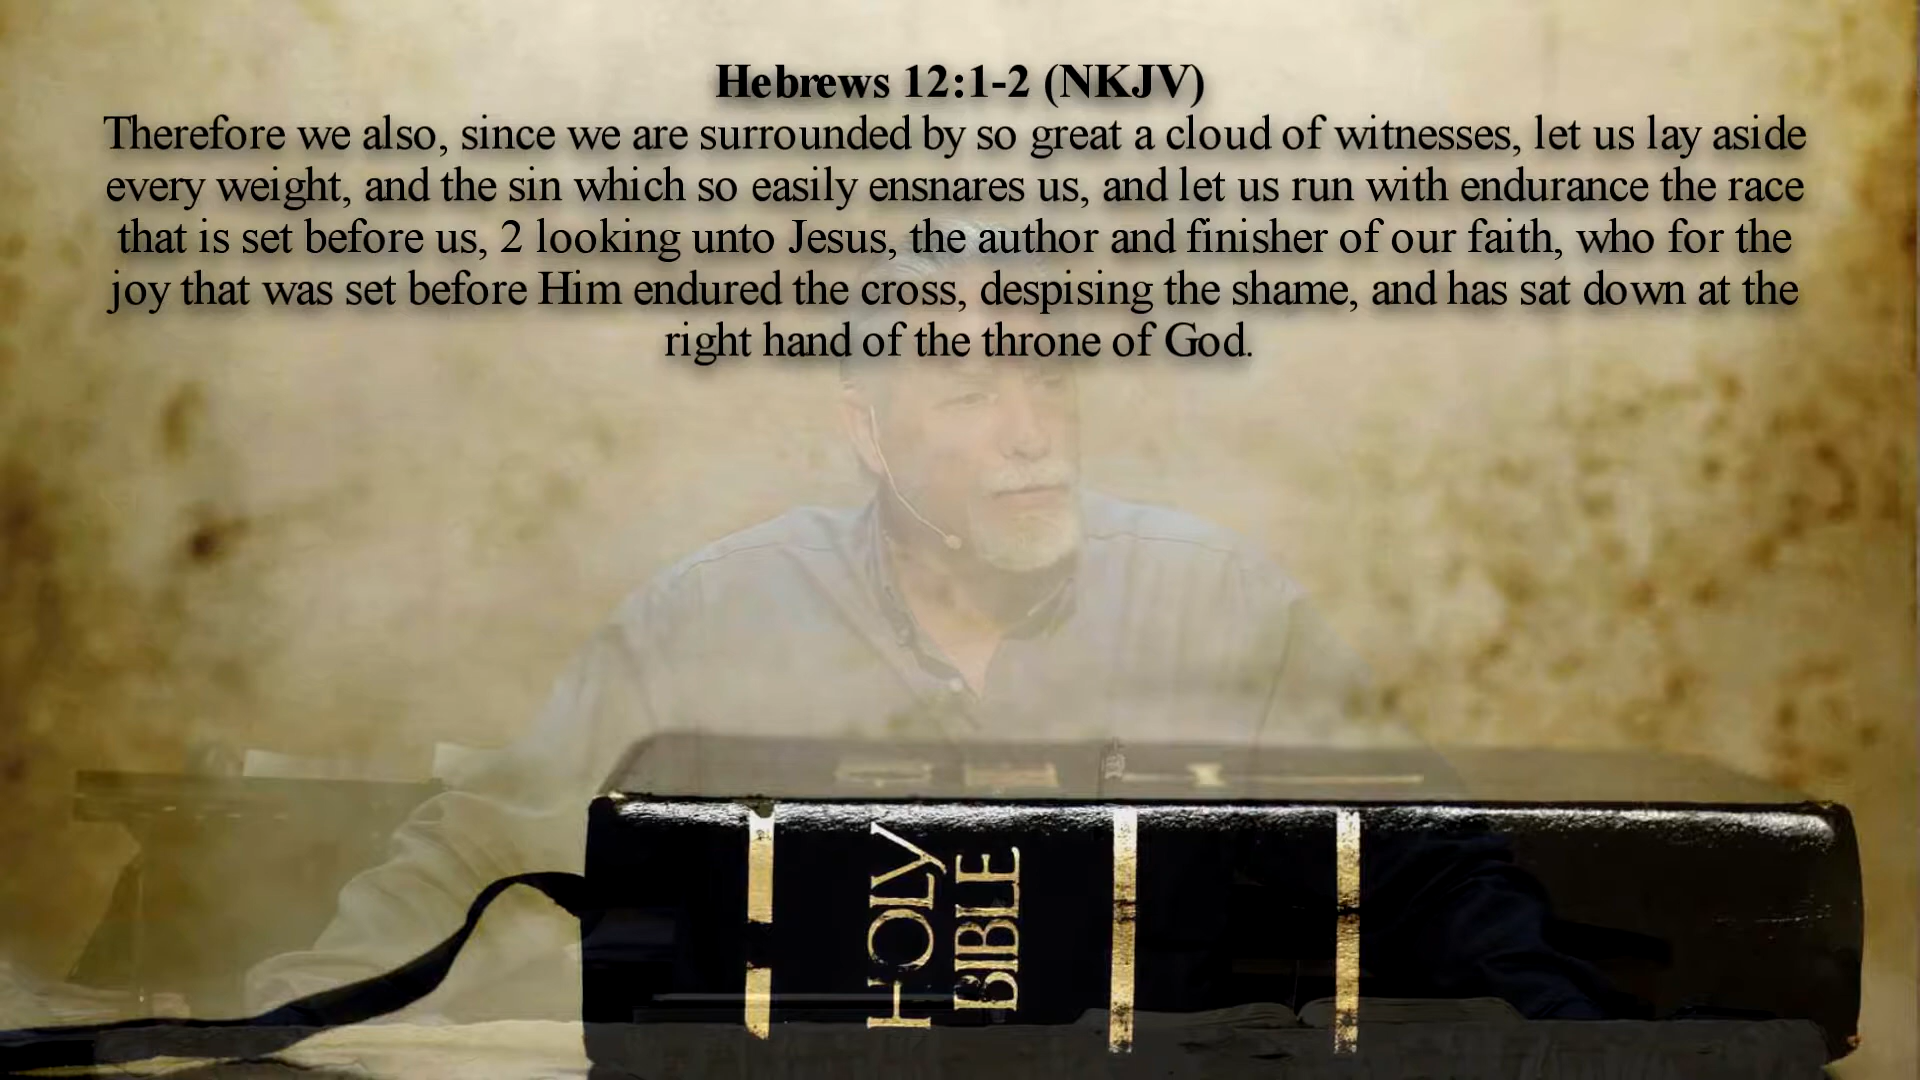 Hebrews 12:1-2 (NKJV)
Therefore we also, since we are surrounded by so great a cloud of witnesses, let us lay aside
every weight, and the sin which so easily ensnares us, and let us run with endurance the race
that is set before us, 2 looking unto Jesus, the author and finisher of our faith, who for the
joy that was set before Him endured the cross, despising the shame, and has sat down at the
right hand of the throne of God.
HOLY
BIBLE